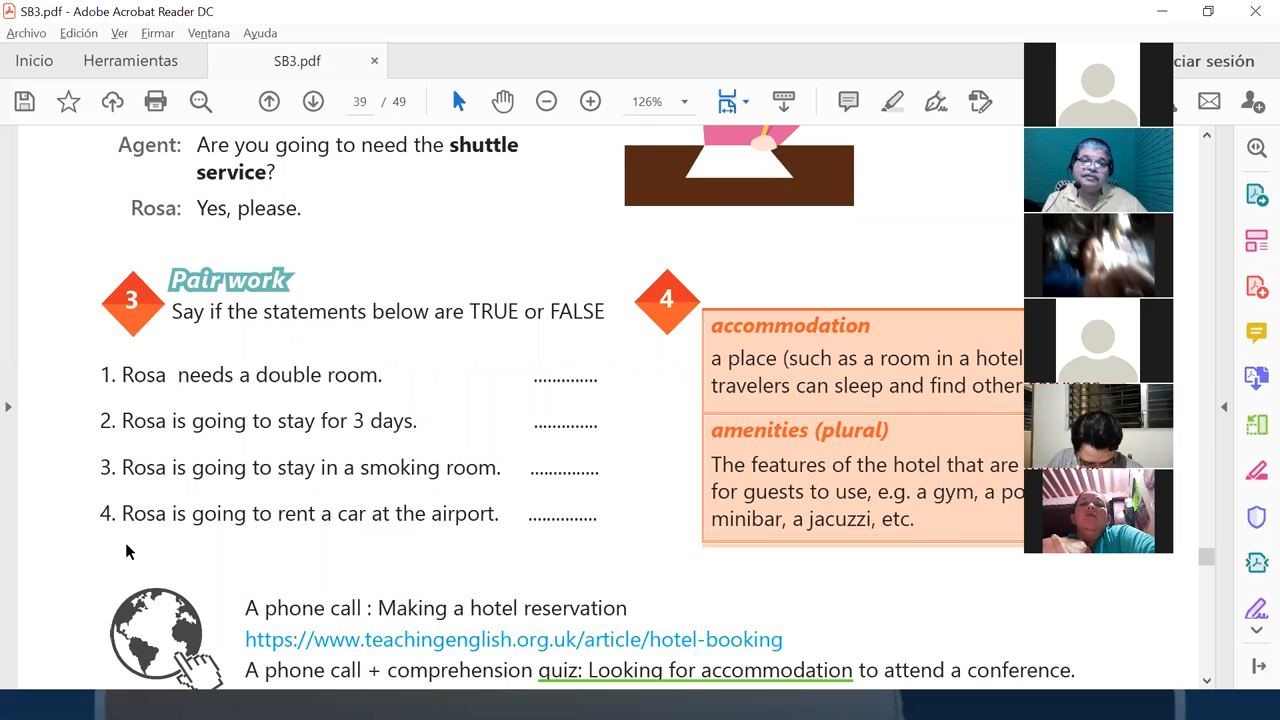 SB3.pdf - Adobe Acrobat Reader DC
Archivo Edición Ver Firmar Ventana Ayuda
Inicio Herramientas SB3.pdf × ciar sesión
39 / 49 126%
Agent: Are you going to need the shuttle
service?
Rosa: Yes, please.
3 Pair work
Say if the statements below are TRUE or FALSE
1. Rosa needs a double room. .............
2. Rosa is going to stay for 3 days. .............
3. Rosa is going to stay in a smoking room. ..............
4. Rosa is going to rent a car at the airport. ..............
4
accommodation
a place (such as a room in a hotel
travelers can sleep and find other
amenities (plural)
The features of the hotel that are
for guests to use, e.g. a gym, a po
minibar, a jacuzzi, etc.
A phone call : Making a hotel reservation
https://www.teachingenglish.org.uk/article/hotel-booking
A phone call + comprehension quiz: Looking for accommodation to attend a conference.